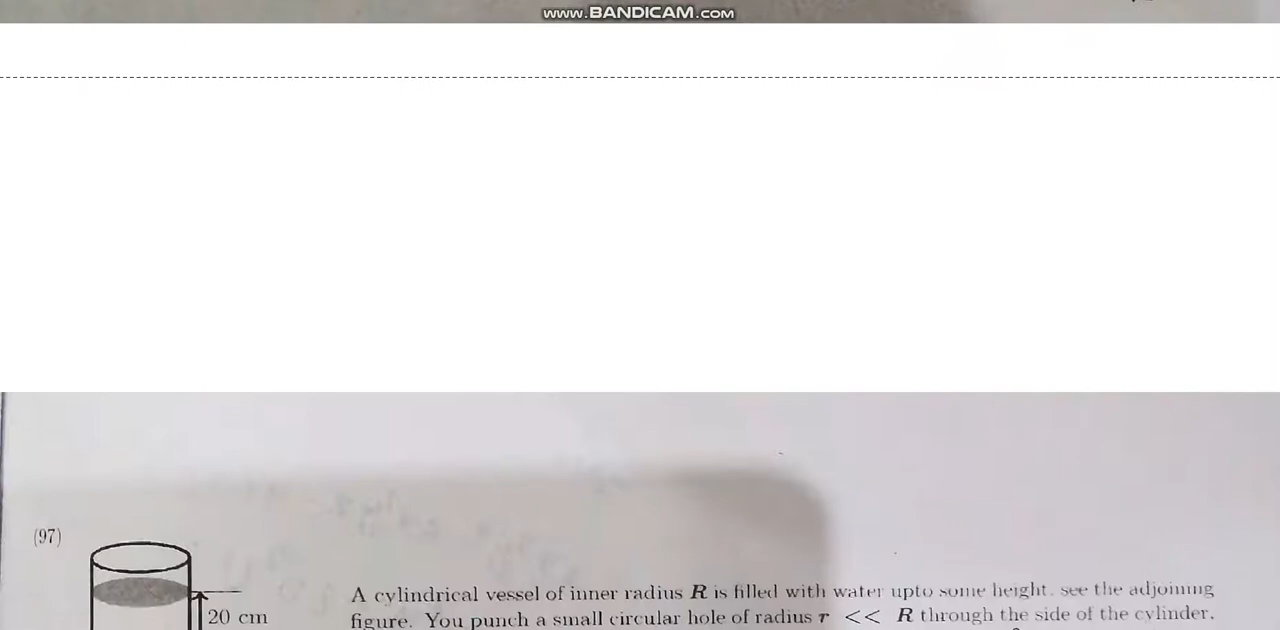 www.BANDICAM.com
(97)
A cylindrical vessel of inner radius R is filled with water upto some height. see the adjoining
20 cm
figure. You punch a small circular hole of radius r << R through the side of the cylinder.